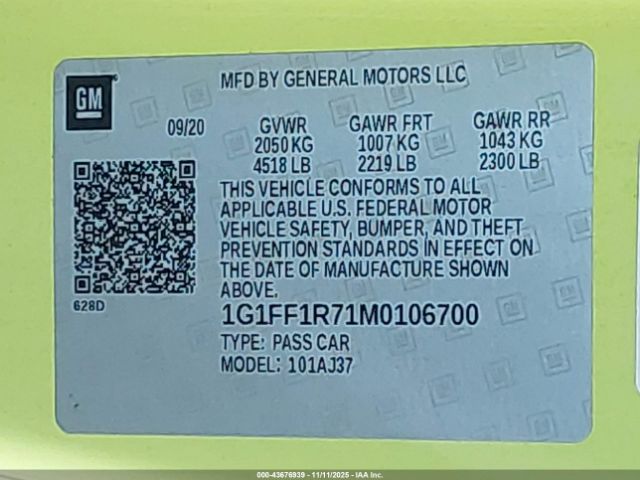 GM
MFD BY GENERAL MOTORS LLC
09/20 GVWR GAWR FRT GAWR RR
2050 KG 1007 KG 1043 KG
4518 LB 2219 LB 2300 LB
THIS VEHICLE CONFORMS TO ALL
APPLICABLE U.S. FEDERAL MOTOR
VEHICLE SAFETY, BUMPER, AND THEFT
PREVENTION STANDARDS IN EFFECT ON
THE DATE OF MANUFACTURE SHOWN
ABOVE.
628D
1G1FF1R71M0106700
TYPE: PASS CAR
MODEL: 101AJ37
000-43676939 - 11/11/2025 - IAA Inc.